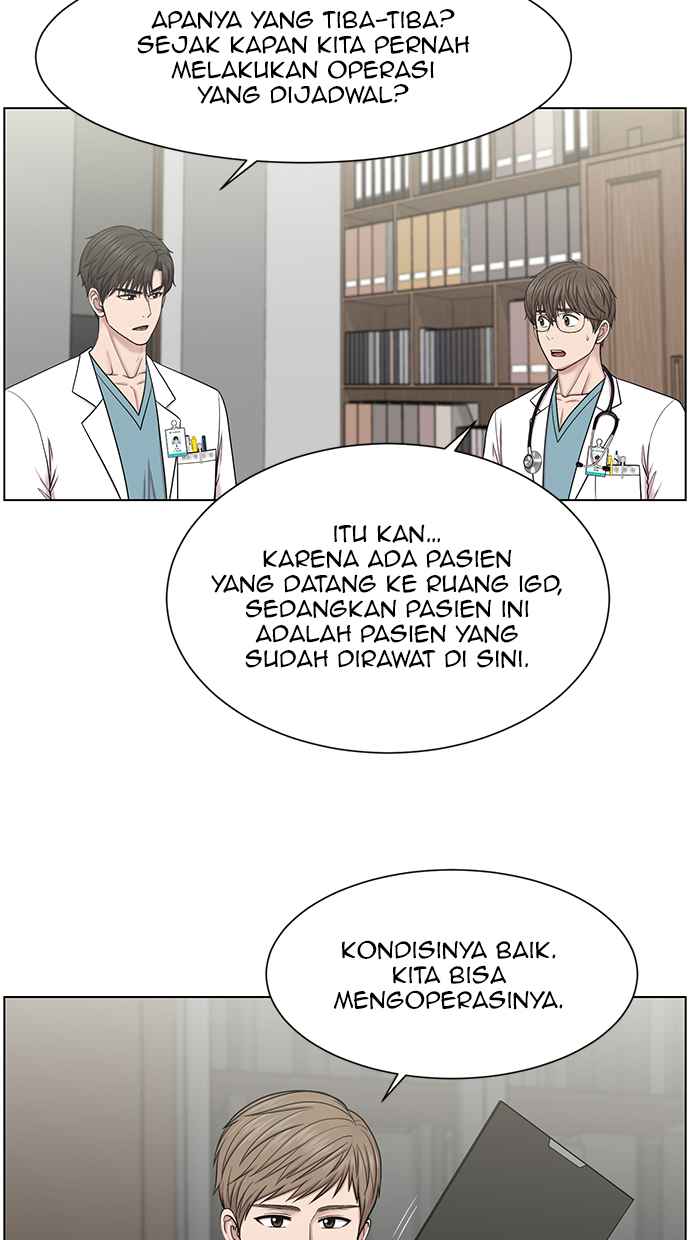 APANYA YANG TIBA-TIBA?
SEJAK KAPAN KITA PERNAH
MELAKUKAN OPERASI
YANG DIJADWAL?
ITU KAN...
KARENA ADA PASIEN
YANG DATANG KE RUANG IGD,
SEDANGKAN PASIEN INI
ADALAH PASIEN YANG
SUDAH DIRAWAT DI SINI.
KONDISINYA BAIK.
KITA BISA
MENGOPERASINYA.